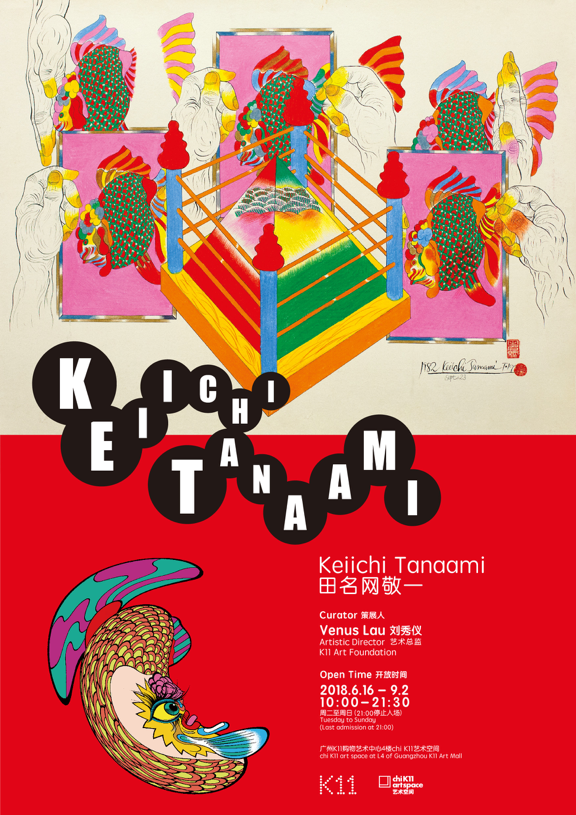 1982 Keiichi Tanaami
KEIICHI
TANAAMI
Keiichi Tanaami
田名网敬一
Curator 策展人
Venus Lau 刘秀仪
Artistic Director 艺术总监
K11 Art Foundation
Open Time 开放时间
2018.6.16 – 9.2
10:00–21:30
周二至周日 (21:00停止入场)
Tuesday to Sunday
(Last admission at 21:00)
广州K11购物艺术中心4楼chi K11艺术空间
chi K11 art space at L4 of Guangzhou K11 Art Mall
K11
chi K11
art space
艺术空间